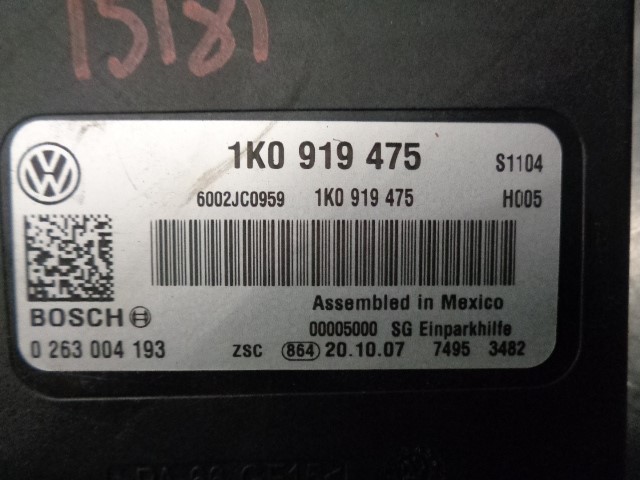 15181
1K0 919 475
S1104
6002JC0959 1K0 919 475
H005
BOSCH
Assembled in Mexico
00005000 SG Einparkhilfe
0 263 004 193
ZSC 864 20.10.07 7495 3482